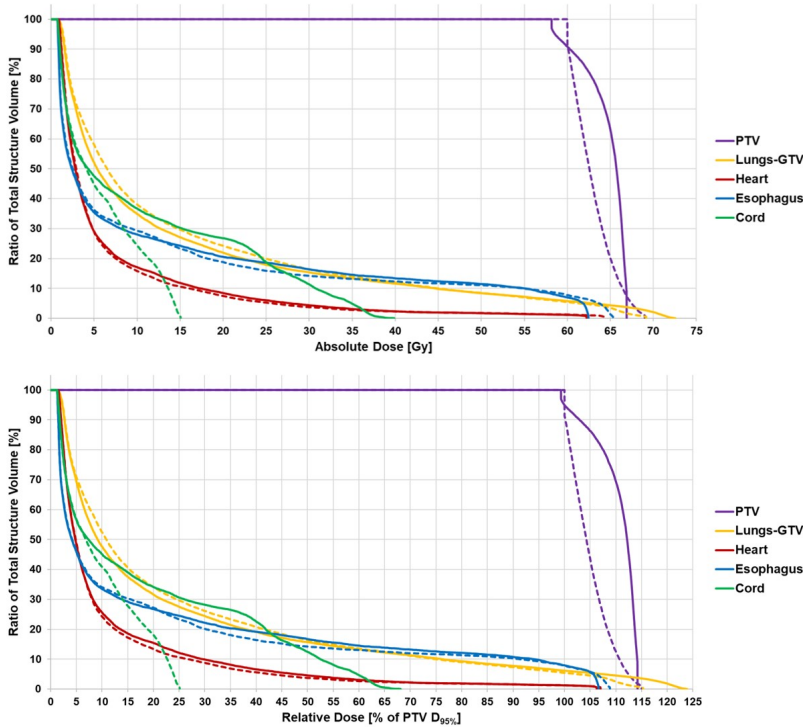 Ratio of Total Structure Volume [%]
100
90
80
70
60
50
40
30
20
10
0
0 5 10 15 20 25 30 35 40 45 50 55 60 65 70 75
Absolute Dose [Gy]
PTV
Lungs-GTV
Heart
Esophagus
Cord
Ratio of Total Structure Volume [%]
100
90
80
70
60
50
40
30
20
10
0
0 5 10 15 20 25 30 35 40 45 50 55 60 65 70 75 80 85 90 95 100 105 110 115 120 125
Relative Dose [% of PTV D95%]
PTV
Lungs-GTV
Heart
Esophagus
Cord